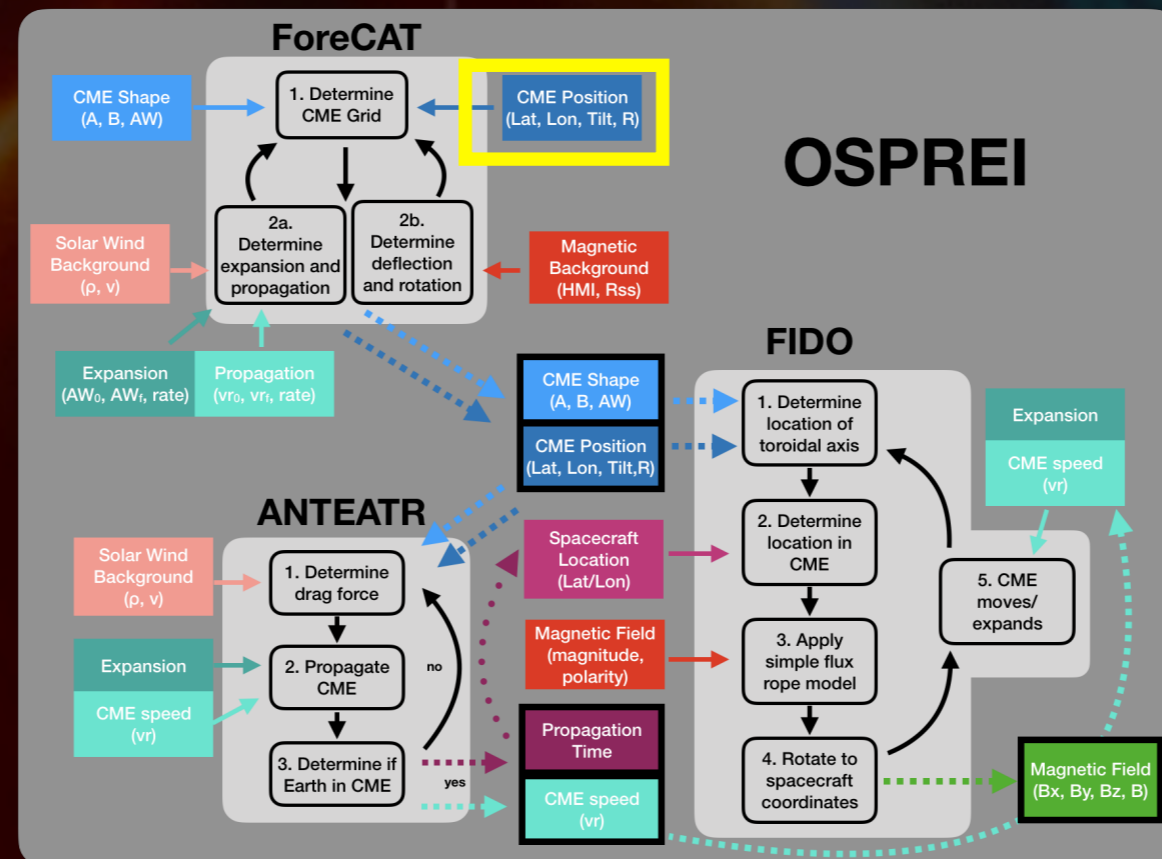 ForeCAT
CME Shape
(A, B, AW)
1. Determine
CME Grid
CME Position
(Lat, Lon, Tilt, R)
OSPREI
Solar Wind
Background
(ρ, v)
2a.
Determine
expansion and
propagation
2b.
Determine
deflection
and rotation
Magnetic
Background
(HMI, Rss)
Expansion
(AW₀, AWf, rate)
Propagation
(vr₀, vrf, rate)
CME Shape
(A, B, AW)
CME Position
(Lat, Lon, Tilt,R)
FIDO
1. Determine
location of
toroidal axis
Expansion
CME speed
(vr)
ANTEATR
Solar Wind
Background
(ρ, v)
1. Determine
drag force
Spacecraft
Location
(Lat/Lon)
2. Determine
location in
CME
5. CME
moves/
expands
Expansion
CME speed
(vr)
2. Propagate
CME
no
Magnetic Field
(magnitude,
polarity)
3. Apply
simple flux
rope model
3. Determine if
Earth in CME
yes
Propagation
Time
CME speed
(vr)
4. Rotate to
spacecraft
coordinates
Magnetic Field
(Bx, By, Bz, B)